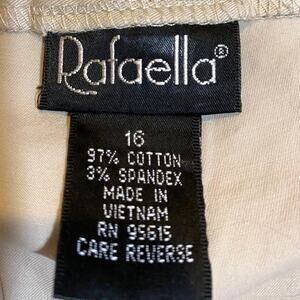 Rafaella®
16
97% COTTON
3% SPANDEX
MADE IN
VIETNAM
RN 95615
CARE REVERSE